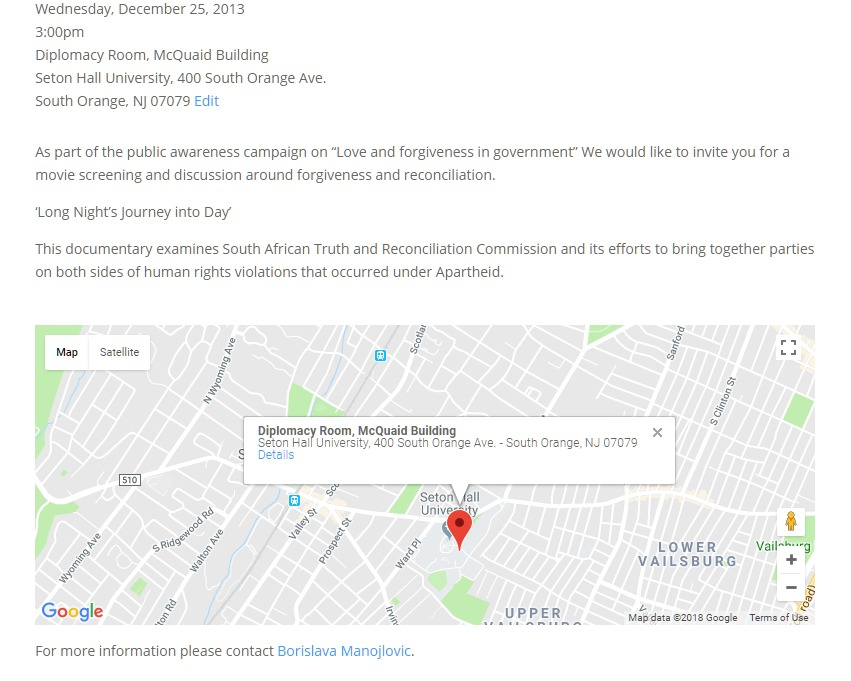 Wednesday, December 25, 2013
3:00pm
Diplomacy Room, McQuaid Building
Seton Hall University, 400 South Orange Ave.
South Orange, NJ 07079 Edit
As part of the public awareness campaign on “Love and forgiveness in government” We would like to invite you for a
movie screening and discussion around forgiveness and reconciliation.
‘Long Night’s Journey into Day’
This documentary examines South African Truth and Reconciliation Commission and its efforts to bring together parties
on both sides of human rights violations that occurred under Apartheid.
Map Satellite
N Wyoming Ave
Sanford
S Clinton St
Diplomacy Room, McQuaid Building
Seton Hall University, 400 South Orange Ave. - South Orange, NJ 07079
Details
510
Seton Hall
University
S Ridgewood Rd
Valley St
Prospect St
Walton Ave
Wyoming Ave
Ward Pl
LOWER
VAILSBURG
Vailsburg
UPPER
VAILSBURG
Google
Map data ©2018 Google Terms of Use
For more information please contact Borislava Manojlovic.